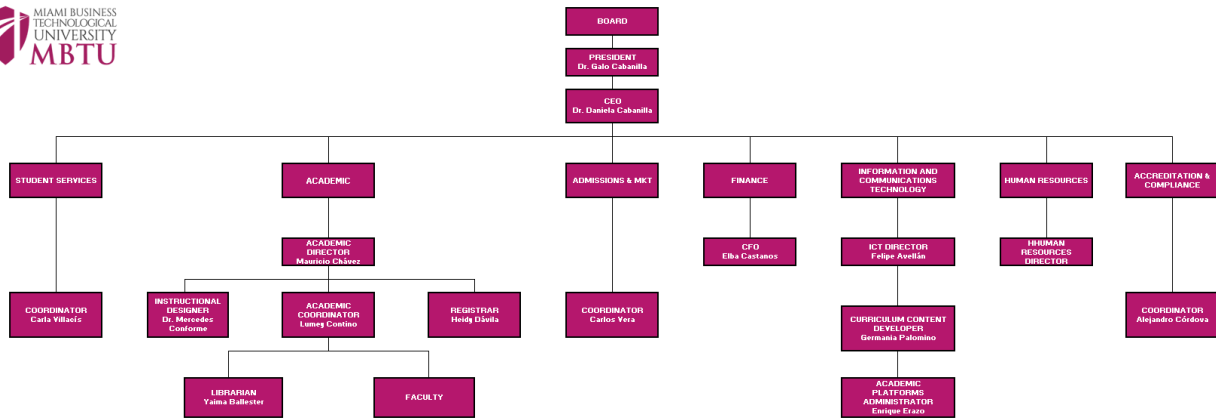 MIAMI BUSINESS
TECHNOLOGICAL
UNIVERSITY
MBTU
BOARD
PRESIDENT
Dr. Galo Cabanilla
CEO
Dr. Daniela Cabanilla
STUDENT SERVICES
ACADEMIC
ADMISSIONS & MKT
FINANCE
INFORMATION AND
COMMUNICATIONS
TECHNOLOGY
HUMAN RESOURCES
ACCREDITATION &
COMPLIANCE
ACADEMIC
DIRECTOR
Mauricio Chávez
CFO
Elba Castanos
ICT DIRECTOR
Felipe Avellán
HHUMAN
RESOURCES
DIRECTOR
COORDINATOR
Carla Villacís
INSTRUCTIONAL
DESIGNER
Dr. Mercedes
Conforme
ACADEMIC
COORDINATOR
Lumey Contino
REGISTRAR
Heidy Dávila
COORDINATOR
Carlos Vera
CURRICULUM CONTENT
DEVELOPER
Germania Palomino
COORDINATOR
Alejandro Córdova
LIBRARIAN
Yaima Ballester
FACULTY
ACADEMIC
PLATFORMS
ADMINISTRATOR
Enrique Erazo